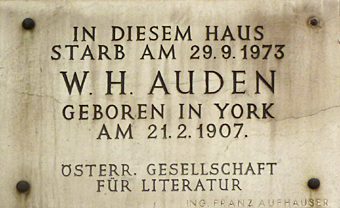 IN DIESEM HAUS
STARB AM 29.9.1973
W. H. AUDEN
GEBOREN IN YORK
AM 21.2.1907.
ÖSTERR. GESELLSCHAFT
FÜR LITERATUR
ING. FRANZ AUFHAUSER